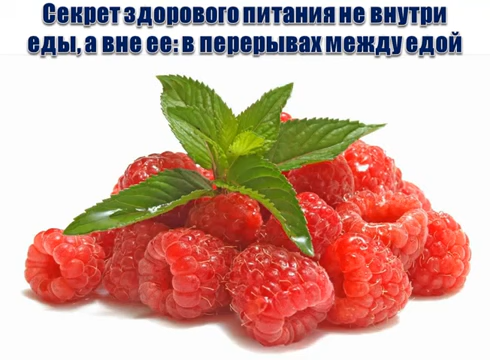 Секрет здорового питания не внутри
еды, а вне ее: в перерывах между едой